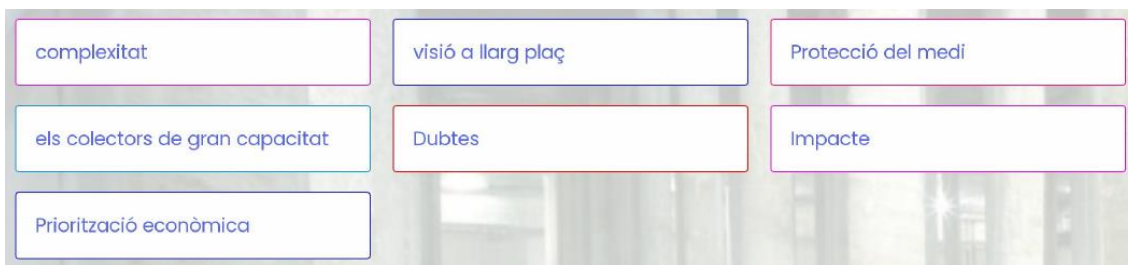 complexitat
visió a llarg plaç
Protecció del medi
els colectors de gran capacitat
Dubtes
Impacte
Priorització econòmica